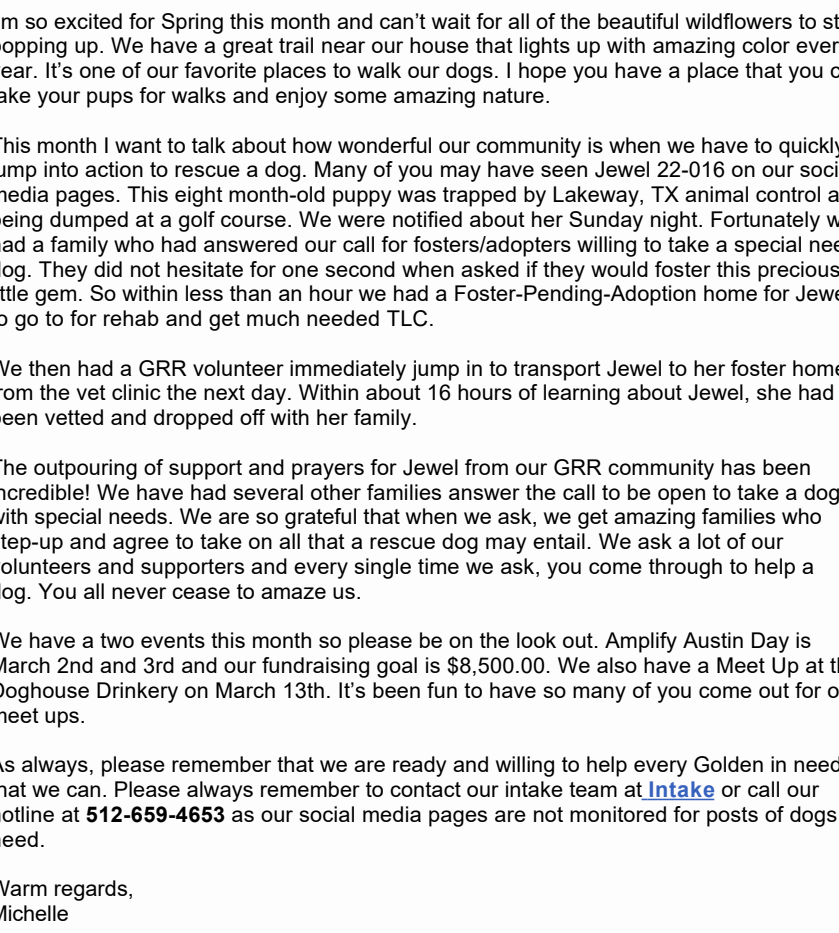 'm so excited for Spring this month and can't wait for all of the beautiful wildflowers to st
popping up. We have a great trail near our house that lights up with amazing color ever
year. It's one of our favorite places to walk our dogs. I hope you have a place that you c
take your pups for walks and enjoy some amazing nature.
This month I want to talk about how wonderful our community is when we have to quickly
jump into action to rescue a dog. Many of you may have seen Jewel 22-016 on our soci
media pages. This eight month-old puppy was trapped by Lakeway, TX animal control a
being dumped at a golf course. We were notified about her Sunday night. Fortunately w
had a family who had answered our call for fosters/adopters willing to take a special nee
dog. They did not hesitate for one second when asked if they would foster this precious
little gem. So within less than an hour we had a Foster-Pending-Adoption home for Jewe
to go to for rehab and get much needed TLC.
We then had a GRR volunteer immediately jump in to transport Jewel to her foster home
from the vet clinic the next day. Within about 16 hours of learning about Jewel, she had
been vetted and dropped off with her family.
The outpouring of support and prayers for Jewel from our GRR community has been
incredible! We have had several other families answer the call to be open to take a dog
with special needs. We are so grateful that when we ask, we get amazing families who
step-up and agree to take on all that a rescue dog may entail. We ask a lot of our
volunteers and supporters and every single time we ask, you come through to help a
dog. You all never cease to amaze us.
We have a two events this month so please be on the look out. Amplify Austin Day is
March 2nd and 3rd and our fundraising goal is $8,500.00. We also have a Meet Up at th
Doghouse Drinkery on March 13th. It's been fun to have so many of you come out for o
meet ups.
As always, please remember that we are ready and willing to help every Golden in need
that we can. Please always remember to contact our intake team at Intake or call our
hotline at 512-659-4653 as our social media pages are not monitored for posts of dogs
need.
Warm regards,
Michelle